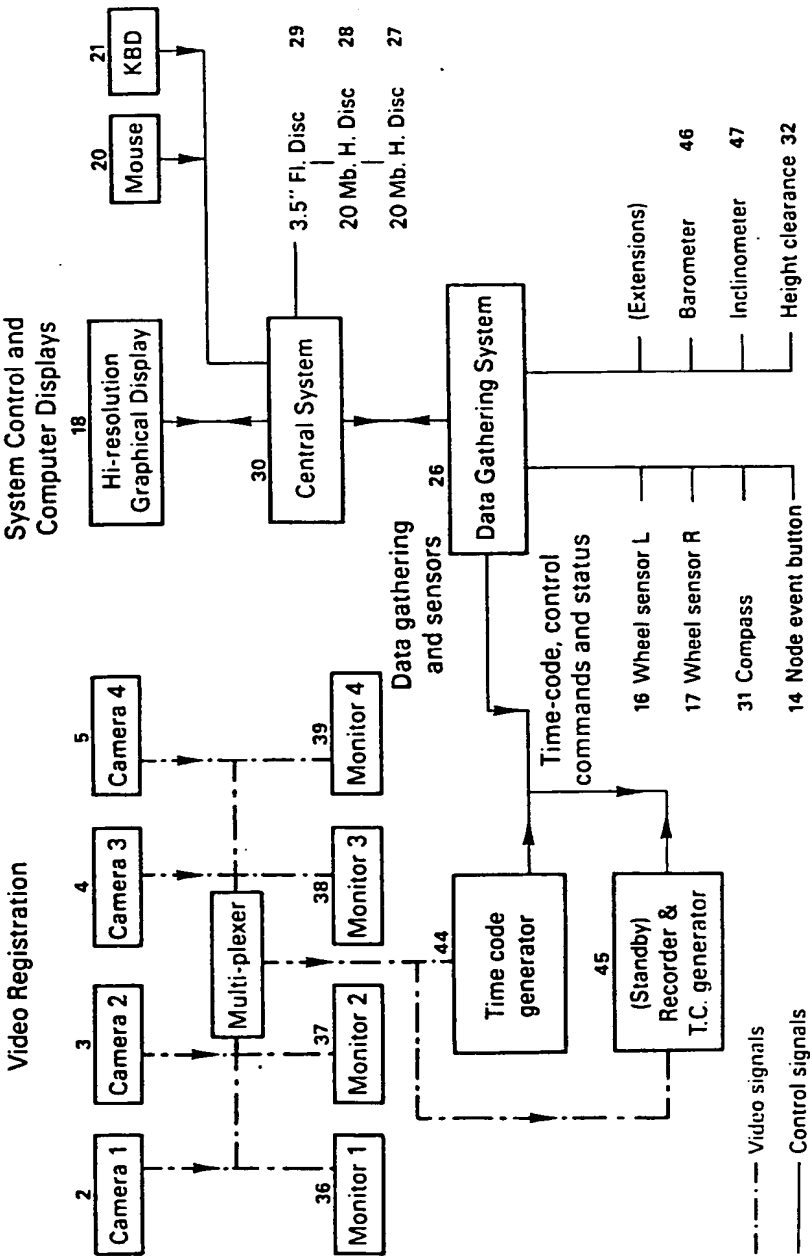 Video Registration
2
Camera 1
3
Camera 2
4
Camera 3
5
Camera 4
Multi-plexer
36
Monitor 1
37
Monitor 2
38
Monitor 3
39
Monitor 4
44
Time code
generator
45
(Standby)
Recorder &
T.C. generator
Video signals
Control signals
System Control and
Computer Displays
18
Hi-resolution
Graphical Display
20
Mouse
21
KBD
30
Central System
3.5" Fl. Disc 29
20 Mb. H. Disc 28
20 Mb. H. Disc 27
Data gathering
and sensors
26
Data Gathering System
Time-code, control
commands and status
16 Wheel sensor L
17 Wheel sensor R
31 Compass
14 Node event button
(Extensions)
Barometer 46
Inclinometer 47
Height clearance 32